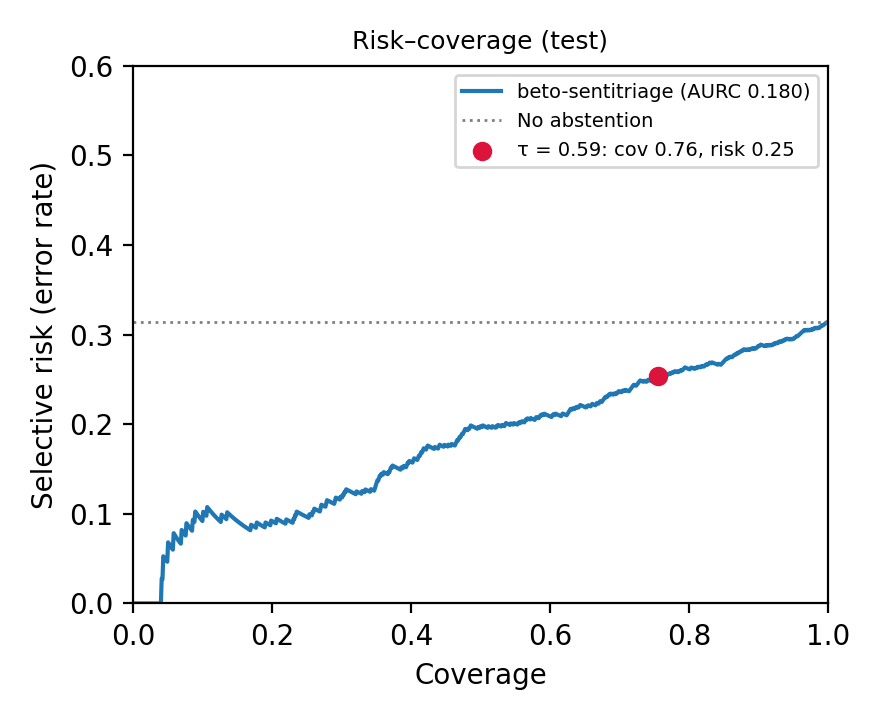 Risk–coverage (test)
beto-sentitriage (AURC 0.180)
No abstention
τ = 0.59: cov 0.76, risk 0.25
Selective risk (error rate)
0.6
0.5
0.4
0.3
0.2
0.1
0.0
0.0 0.2 0.4 0.6 0.8 1.0
Coverage